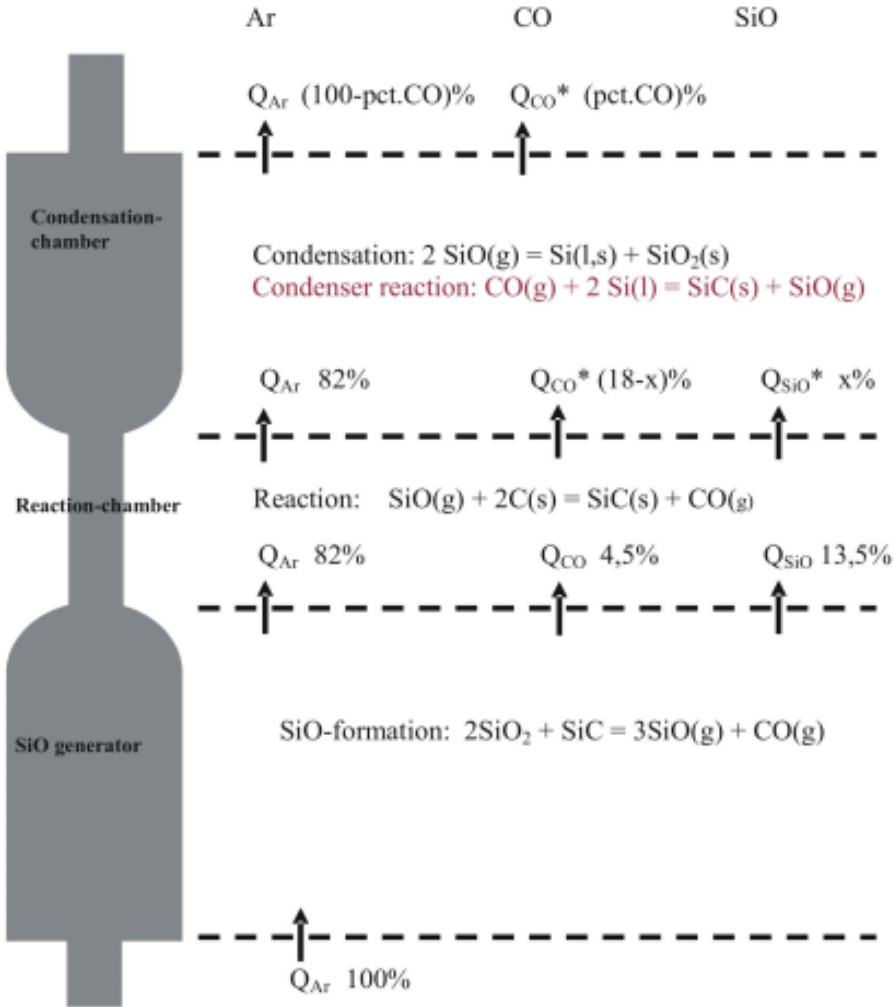 Ar CO SiO
Q_Ar (100-pct.CO)% Q_CO* (pct.CO)%
Condensation-
chamber
Condensation: 2 SiO(g) = Si(l,s) + SiO₂(s)
Condenser reaction: CO(g) + 2 Si(l) = SiC(s) + SiO(g)
Q_Ar 82% Q_CO* (18-x)% Q_SiO* x%
Reaction-chamber Reaction: SiO(g) + 2C(s) = SiC(s) + CO(g)
Q_Ar 82% Q_CO 4,5% Q_SiO 13,5%
SiO generator SiO-formation: 2SiO₂ + SiC = 3SiO(g) + CO(g)
Q_Ar 100%